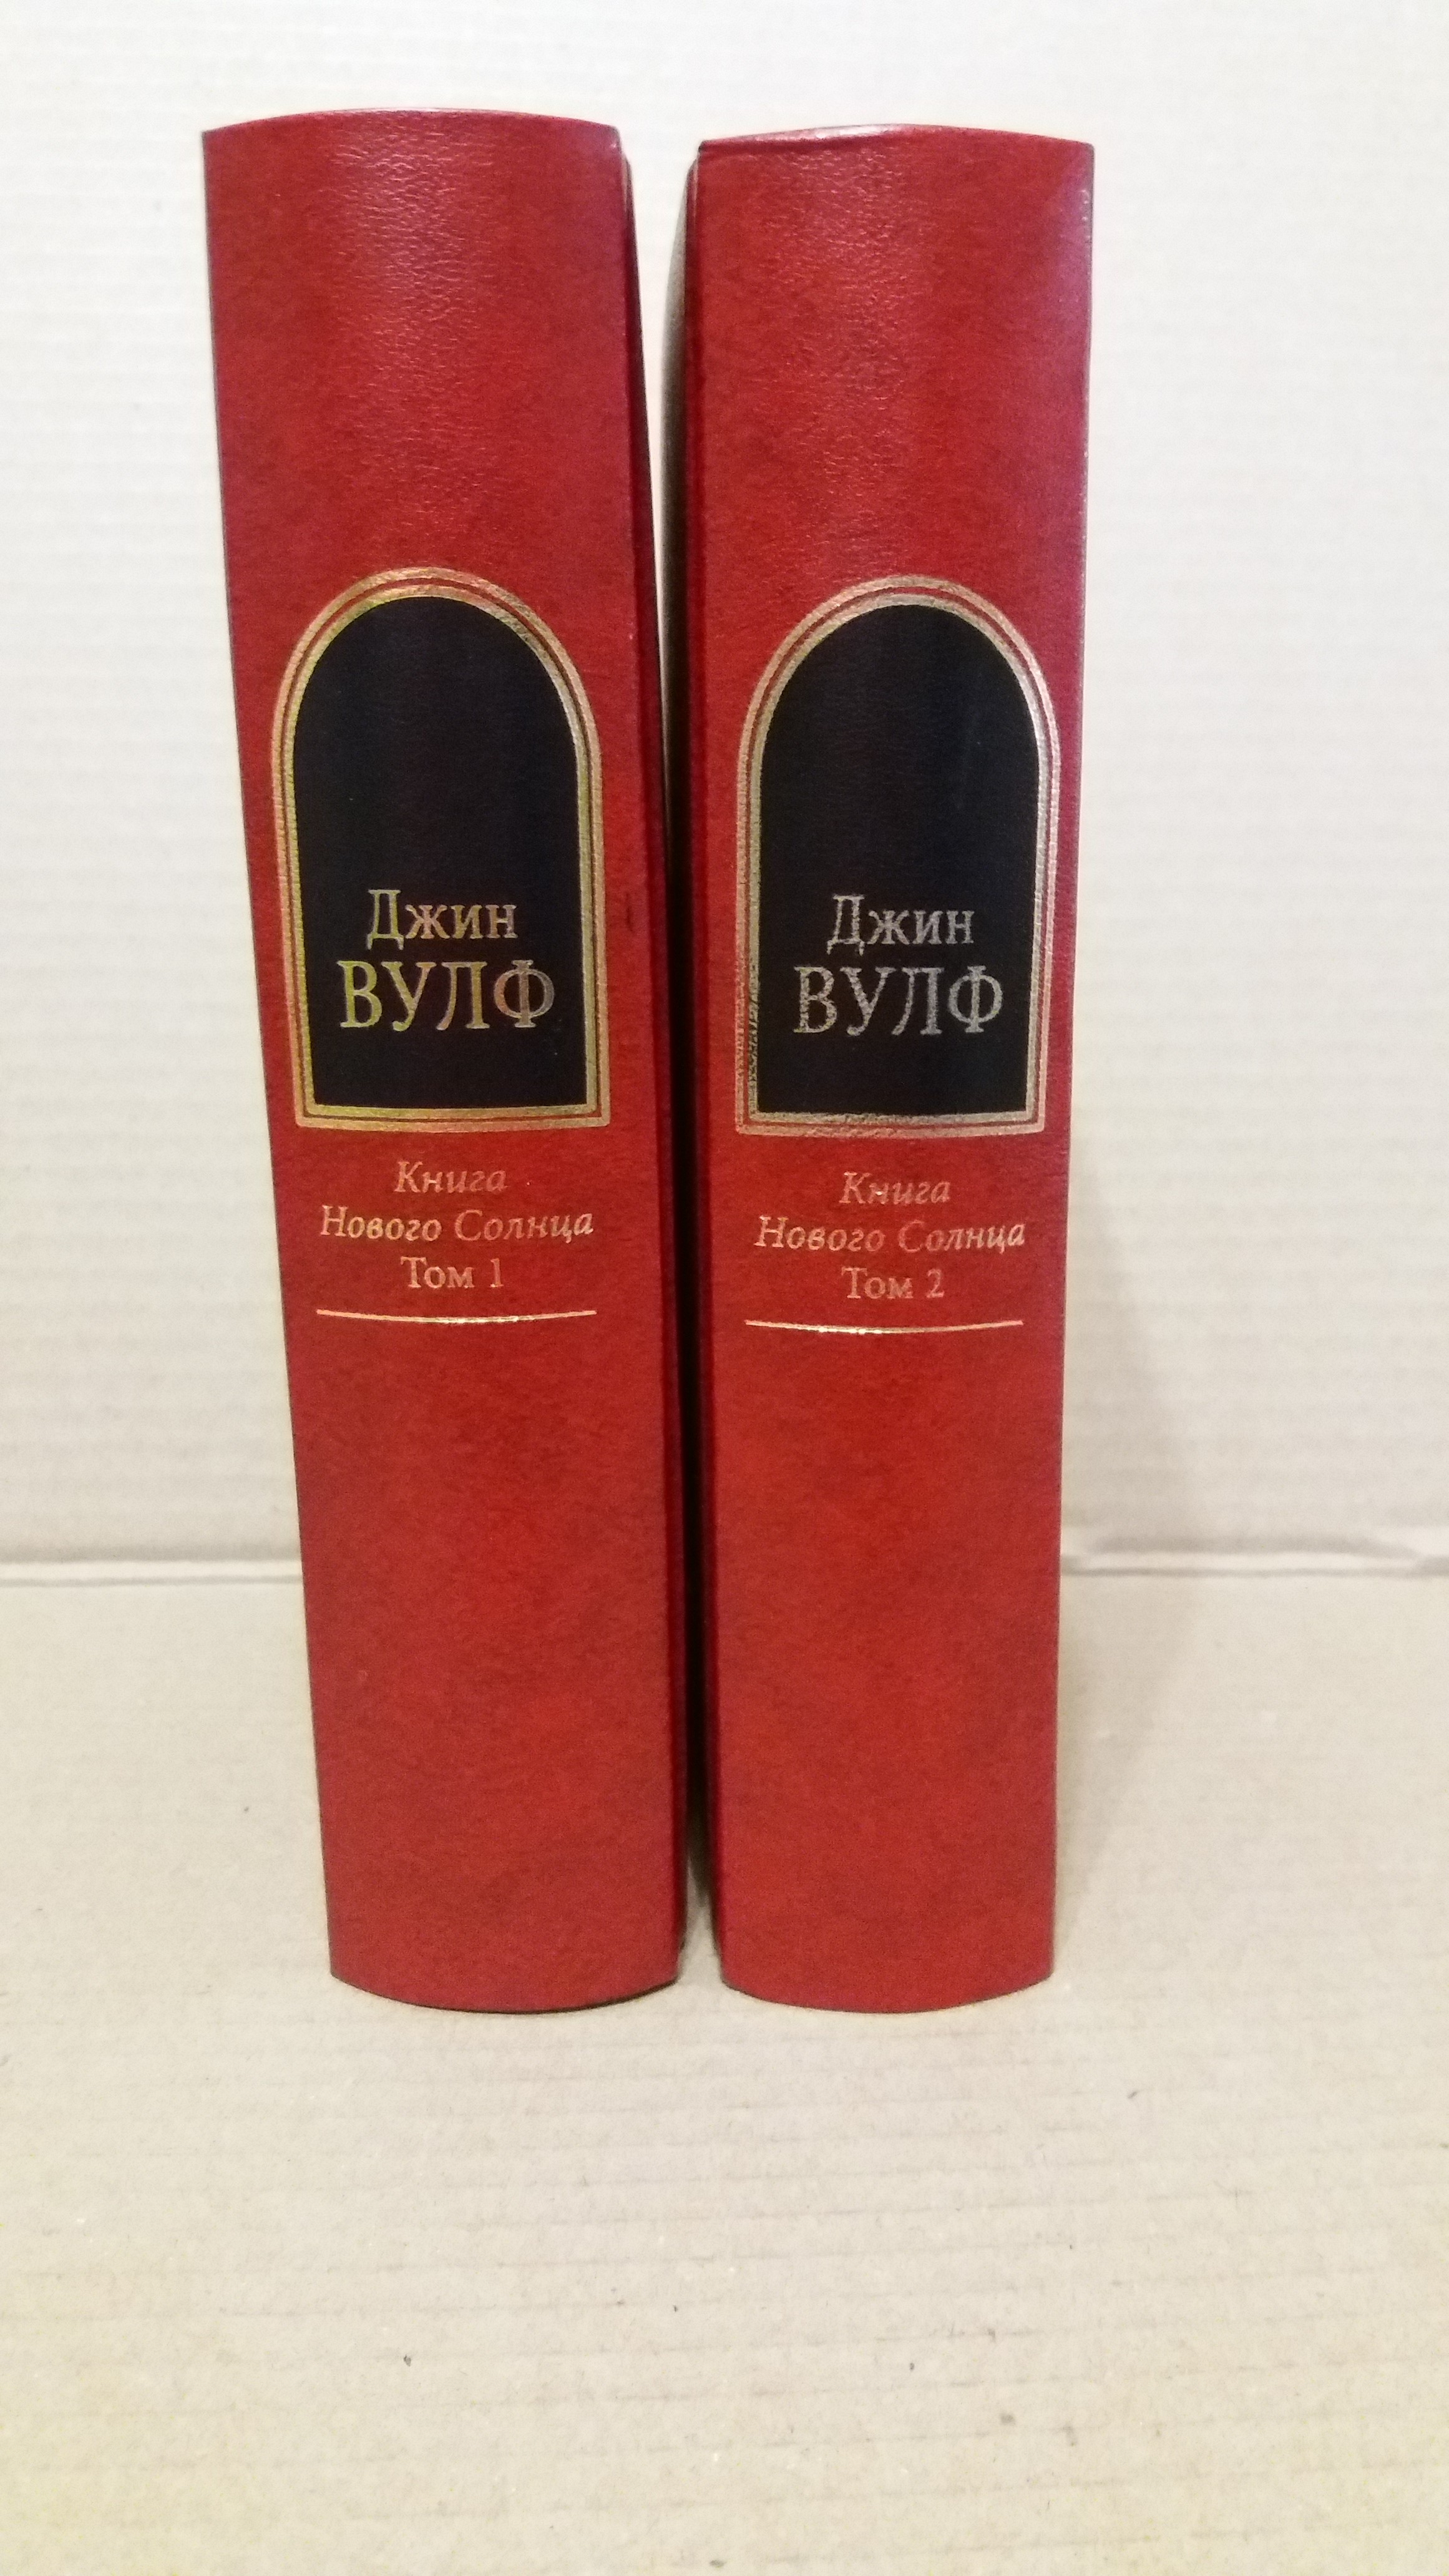 Джин
ВУЛФ
Книга
Нового Солнца
Том 1
Джин
ВУЛФ
Книга
Нового Солнца
Том 2